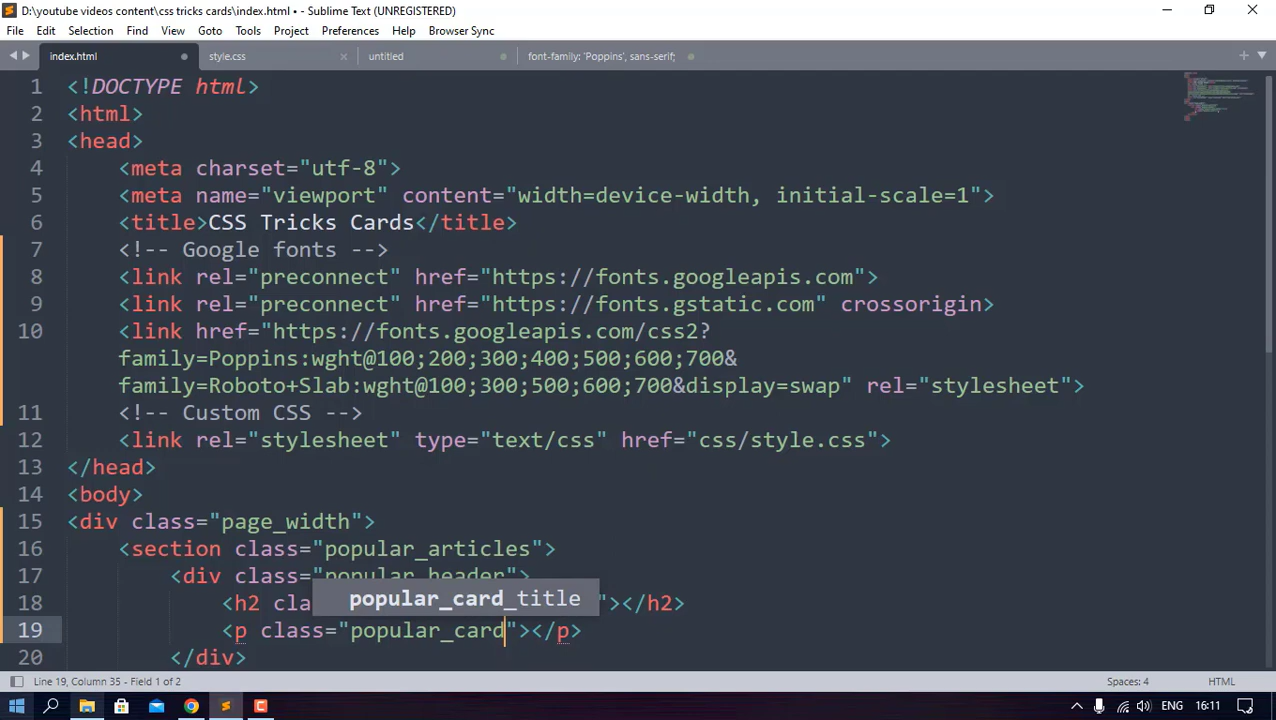 D:\youtube videos content\css tricks cards\index.html • - Sublime Text (UNREGISTERED)
File Edit Selection Find View Goto Tools Project Preferences Help Browser Sync
index.html style.css untitled font-family: 'Poppins', sans-serif;
1 <!DOCTYPE html>
2 <html>
3 <head>
4 <meta charset="utf-8">
5 <meta name="viewport" content="width=device-width, initial-scale=1">
6 <title>CSS Tricks Cards</title>
7 <!-- Google fonts -->
8 <link rel="preconnect" href="https://fonts.googleapis.com">
9 <link rel="preconnect" href="https://fonts.gstatic.com" crossorigin>
10 <link href="https://fonts.googleapis.com/css2?
family=Poppins:wght@100;200;300;400;500;600;700&
family=Roboto+Slab:wght@100;300;500;600;700&display=swap" rel="stylesheet">
11 <!-- Custom CSS -->
12 <link rel="stylesheet" type="text/css" href="css/style.css">
13 </head>
14 <body>
15 <div class="page_width">
16 <section class="popular_articles">
17 <div class="popular_header">
popular_card_title
18 <h2 cla "></h2>
19 <p class="popular_card"></p>
20 </div>
Line 19, Column 35 - Field 1 of 2 Spaces: 4 HTML
ENG 16:11